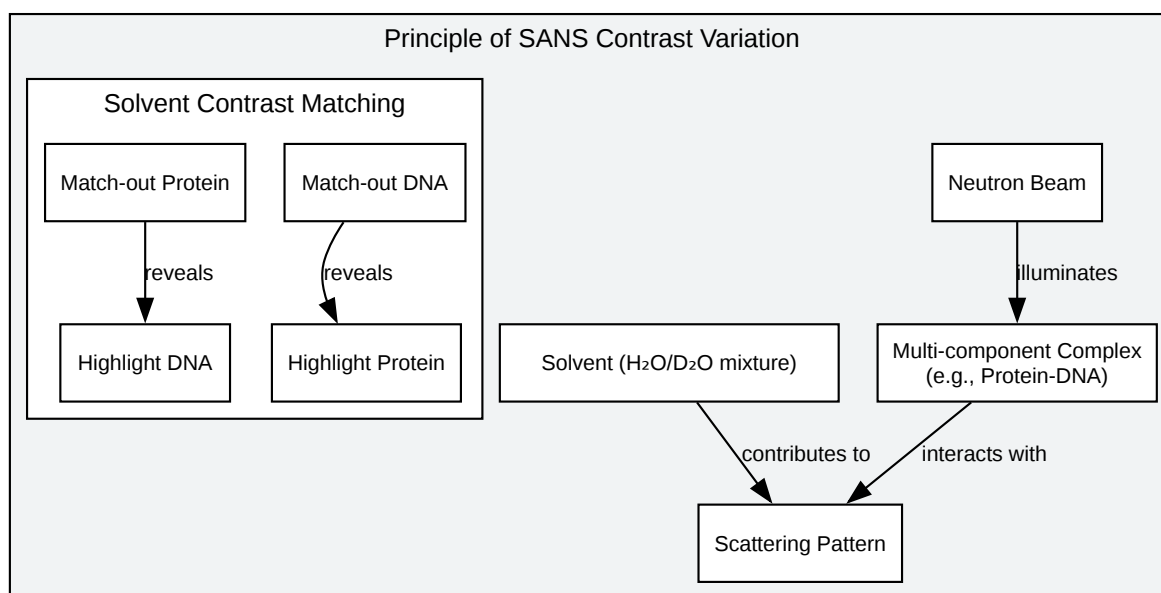 Principle of SANS Contrast Variation
Solvent Contrast Matching
Match-out Protein
Match-out DNA
Neutron Beam
reveals
reveals
illuminates
Highlight DNA
Highlight Protein
Solvent (H₂O/D₂O mixture)
Multi-component Complex
(e.g., Protein-DNA)
contributes to
interacts with
Scattering Pattern